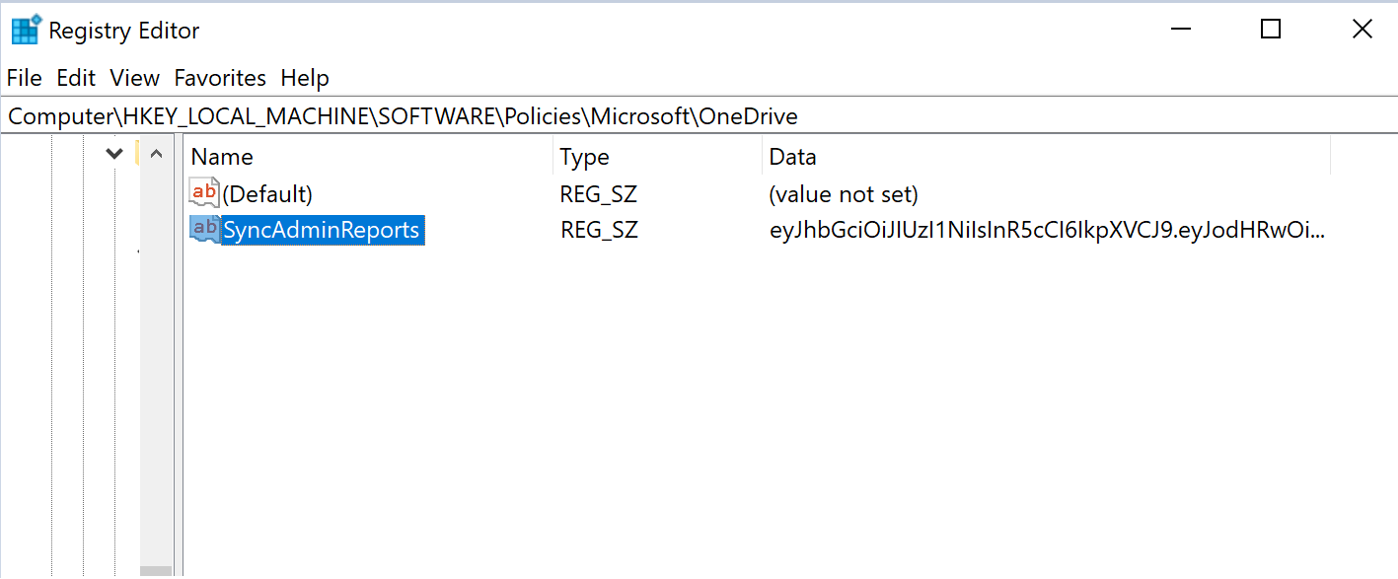 Registry Editor
File Edit View Favorites Help
Computer\HKEY_LOCAL_MACHINE\SOFTWARE\Policies\Microsoft\OneDrive
Name Type Data
ab (Default) REG_SZ (value not set)
ab SyncAdminReports REG_SZ eyJhbGciOiJIUzI1NiIsInR5cCI6IkpXVCJ9.eyJodHRwOi...